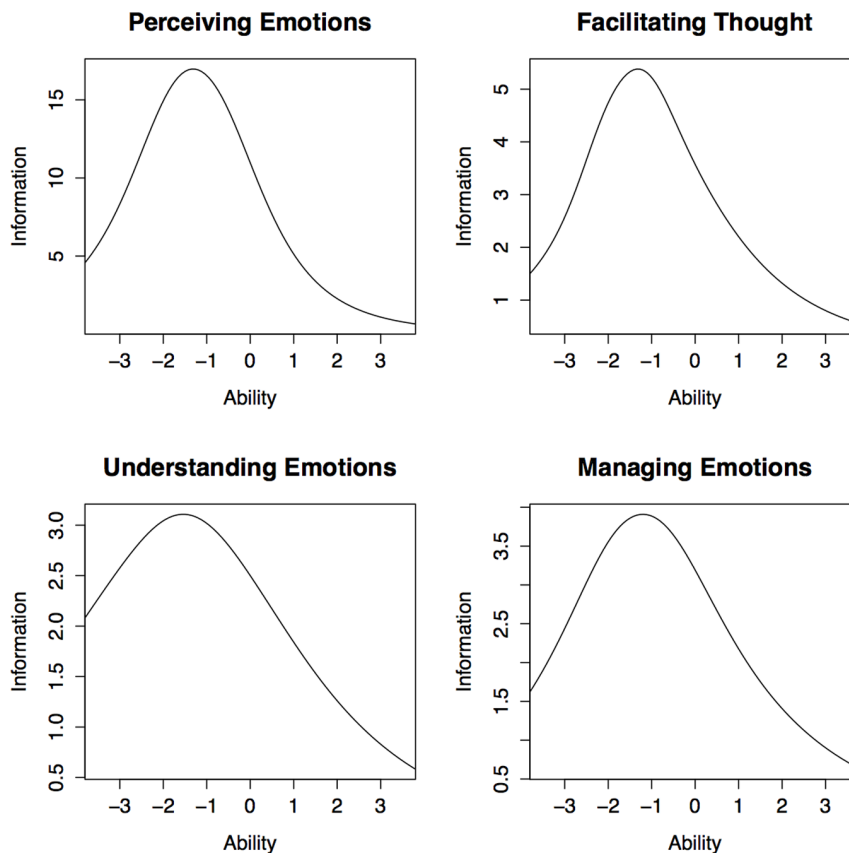 Perceiving Emotions
Information
5
10
15
−3 −2 −1 0 1 2 3
Ability
Facilitating Thought
Information
1
2
3
4
5
−3 −2 −1 0 1 2 3
Ability
Understanding Emotions
Information
0.5
1.0
1.5
2.0
2.5
3.0
−3 −2 −1 0 1 2 3
Ability
Managing Emotions
Information
0.5
1.5
2.5
3.5
−3 −2 −1 0 1 2 3
Ability